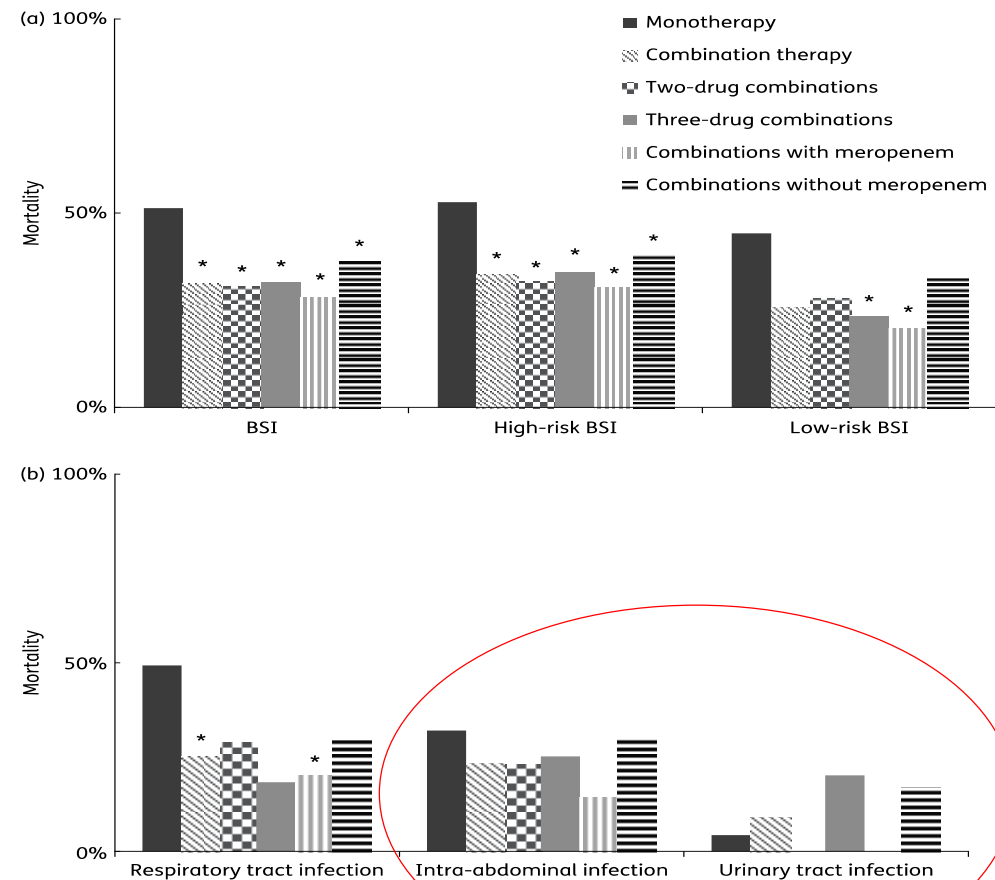 (a) 100%
Monotherapy
Combination therapy
Two-drug combinations
Three-drug combinations
Combinations with meropenem
Combinations without meropenem
Mortality
50%
* * * * *
* * * * *
* *
0%
BSI High-risk BSI Low-risk BSI
(b) 100%
Mortality
50%
* *
0%
Respiratory tract infection Intra-abdominal infection Urinary tract infection